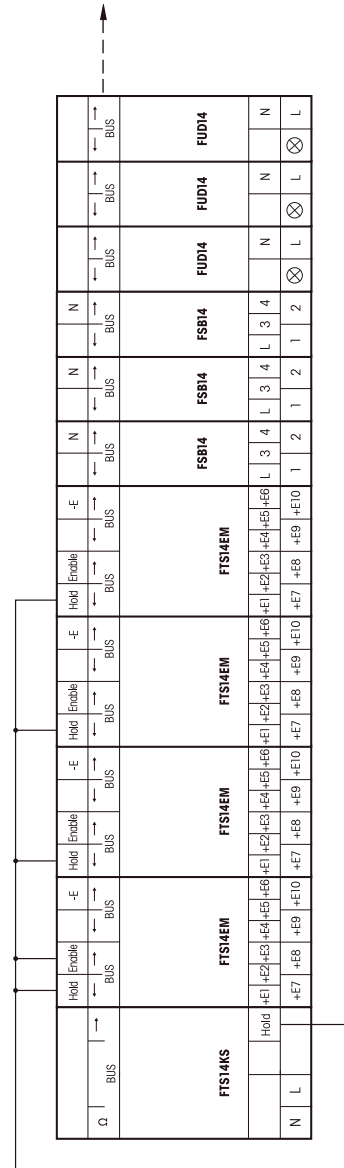 Hold Enable -E Hold Enable -E Hold Enable -E Hold Enable -E N N N
Ω → ← → ← → ← → ← → ← → ← → ← → ← → ← → ← → ← → ← → ← → ← →
BUS BUS BUS BUS BUS BUS BUS BUS BUS BUS BUS BUS BUS BUS BUS
FTS14KS FTS14EM FTS14EM FTS14EM FTS14EM FSB14 FSB14 FSB14 FUD14 FUD14 FUD14
Hold +E1 +E2 +E3 +E4 +E5 +E6 +E1 +E2 +E3 +E4 +E5 +E6 +E1 +E2 +E3 +E4 +E5 +E6 +E1 +E2 +E3 +E4 +E5 +E6 L 3 4 L 3 4 L 3 4 N N N
N L +E7 +E8 +E9 +E10 +E7 +E8 +E9 +E10 +E7 +E8 +E9 +E10 +E7 +E8 +E9 +E10 1 2 1 2 1 2 L L L